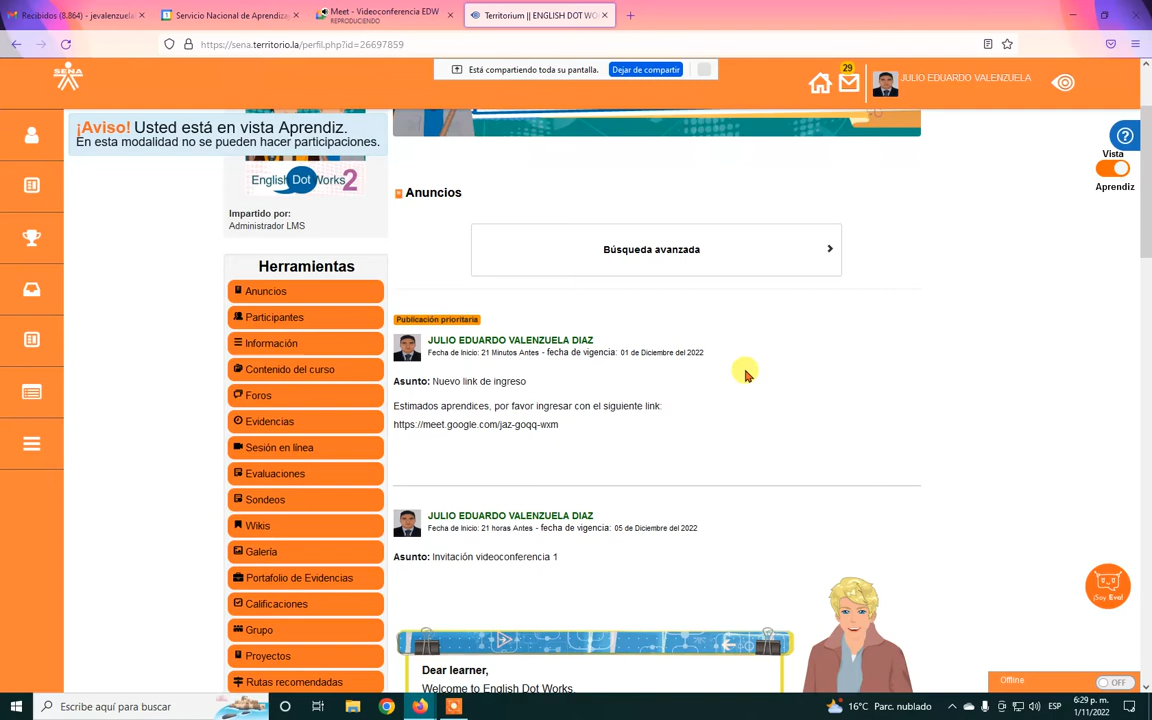 Recibidos (8.864) - jevalenzuela
Servicio Nacional de Aprendiza
Meet - Videoconferencia EDW
REPRODUCIENDO
Territorium || ENGLISH DOT WO
https://sena.territorio.la/perfil.php?id=26697859
Está compartiendo toda su pantalla.
Dejar de compartir
SENA
29
JULIO EDUARDO VALENZUELA
¡Aviso! Usted está en vista Aprendiz.
En esta modalidad no se pueden hacer participaciones.
Vista
Aprendiz
English Dot Works 2
Impartido por:
Administrador LMS
Herramientas
Anuncios
Participantes
Información
Contenido del curso
Foros
Evidencias
Sesión en línea
Evaluaciones
Sondeos
Wikis
Galería
Portafolio de Evidencias
Calificaciones
Grupo
Proyectos
Rutas recomendadas
Anuncios
Búsqueda avanzada
Publicación prioritaria
JULIO EDUARDO VALENZUELA DIAZ
Fecha de Inicio: 21 Minutos Antes - fecha de vigencia: 01 de Diciembre del 2022
Asunto: Nuevo link de ingreso
Estimados aprendices, por favor ingresar con el siguiente link:
https://meet.google.com/jaz-goqq-wxm
JULIO EDUARDO VALENZUELA DIAZ
Fecha de Inicio: 21 horas Antes - fecha de vigencia: 05 de Diciembre del 2022
Asunto: Invitación videoconferencia 1
Dear learner,
Welcome to English Dot Works.
¡Soy Eva!
Offline
OFF
Escribe aquí para buscar
16°C Parc. nublado
ESP
6:29 p. m.
1/11/2022